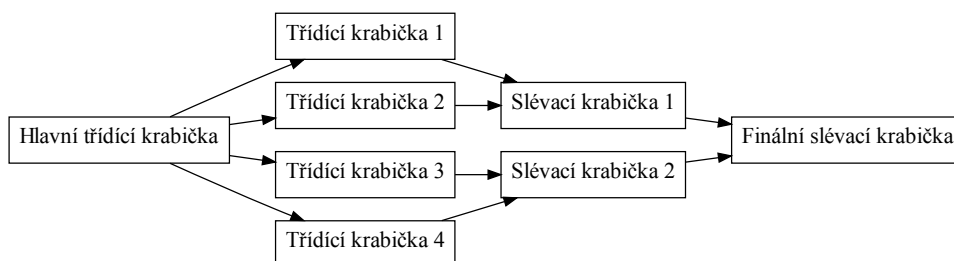 Hlavní třídící krabička
Třídící krabička 1
Třídící krabička 2
Třídící krabička 3
Třídící krabička 4
Slévací krabička 1
Slévací krabička 2
Finální slévací krabička